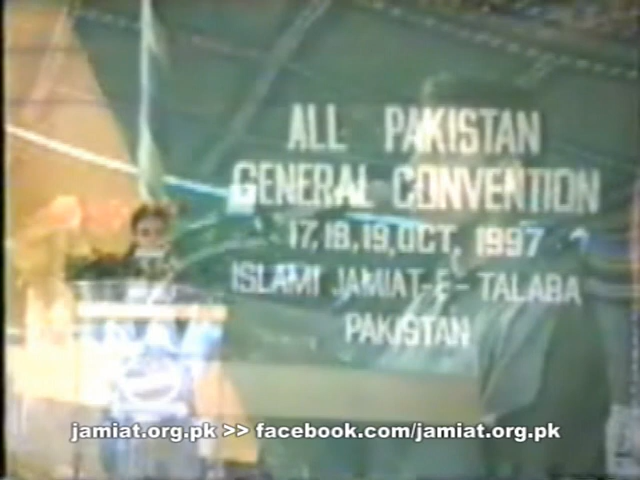 ALL PAKISTAN
GENERAL CONVENTION
17,18,19,OCT, 1997
ISLAMI JAMIAT-E-TALABA
PAKISTAN
jamiat.org.pk >> facebook.com/jamiat.org.pk